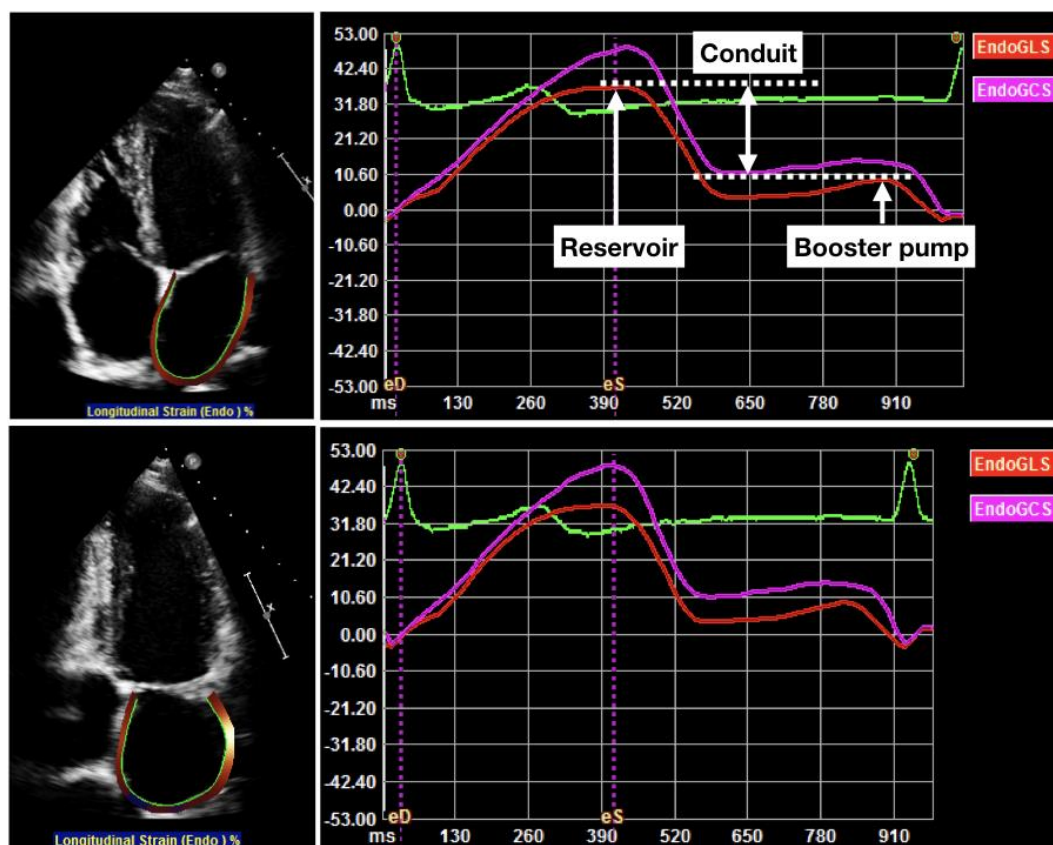 53.00
42.40
31.80
21.20
10.60
0.00
-10.60
-21.20
-31.80
-42.40
-53.00
Conduit
Reservoir
Booster pump
EndoGLS
EndoGCS
eD
eS
ms 130 260 390 520 650 780 910
Longitudinal Strain (Endo ) %
53.00
42.40
31.80
21.20
10.60
0.00
-10.60
-21.20
-31.80
-42.40
-53.00
EndoGLS
EndoGCS
eD
eS
ms 130 260 390 520 650 780 910
Longitudinal Strain (Endo ) %